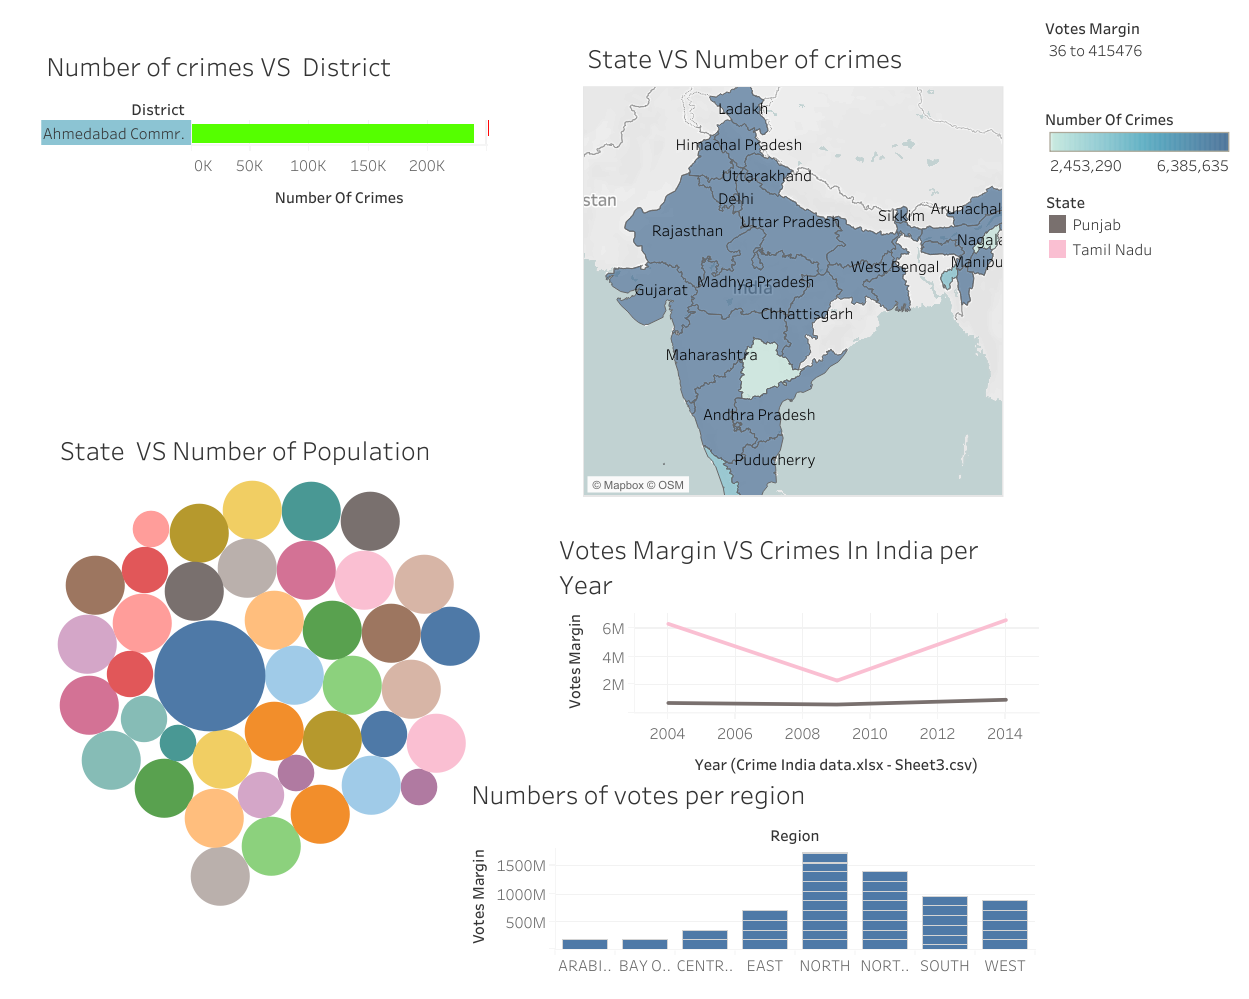 Number of crimes VS  District
District
Ahmedabad Commr.
0K 50K 100K 150K 200K
Number Of Crimes
State VS Number of crimes
Ladakh
Himachal Pradesh
Uttarakhand
Delhi
stan
Sikkim
Arunachal
Uttar Pradesh
Rajasthan
Nagala
Manipu
West Bengal
Madhya Pradesh
India
Gujarat
Chhattisgarh
Maharashtra
Andhra Pradesh
Puducherry
© Mapbox © OSM
Votes Margin
36 to 415476
Number Of Crimes
2,453,290 6,385,635
State
Punjab
Tamil Nadu
State  VS Number of Population
Votes Margin VS Crimes In India per
Year
Votes Margin
6M
4M
2M
2004 2006 2008 2010 2012 2014
Year (Crime India data.xlsx - Sheet3.csv)
Numbers of votes per region
Region
Votes Margin
1500M
1000M
500M
ARABI.. BAY O.. CENTR.. EAST NORTH NORT.. SOUTH WEST